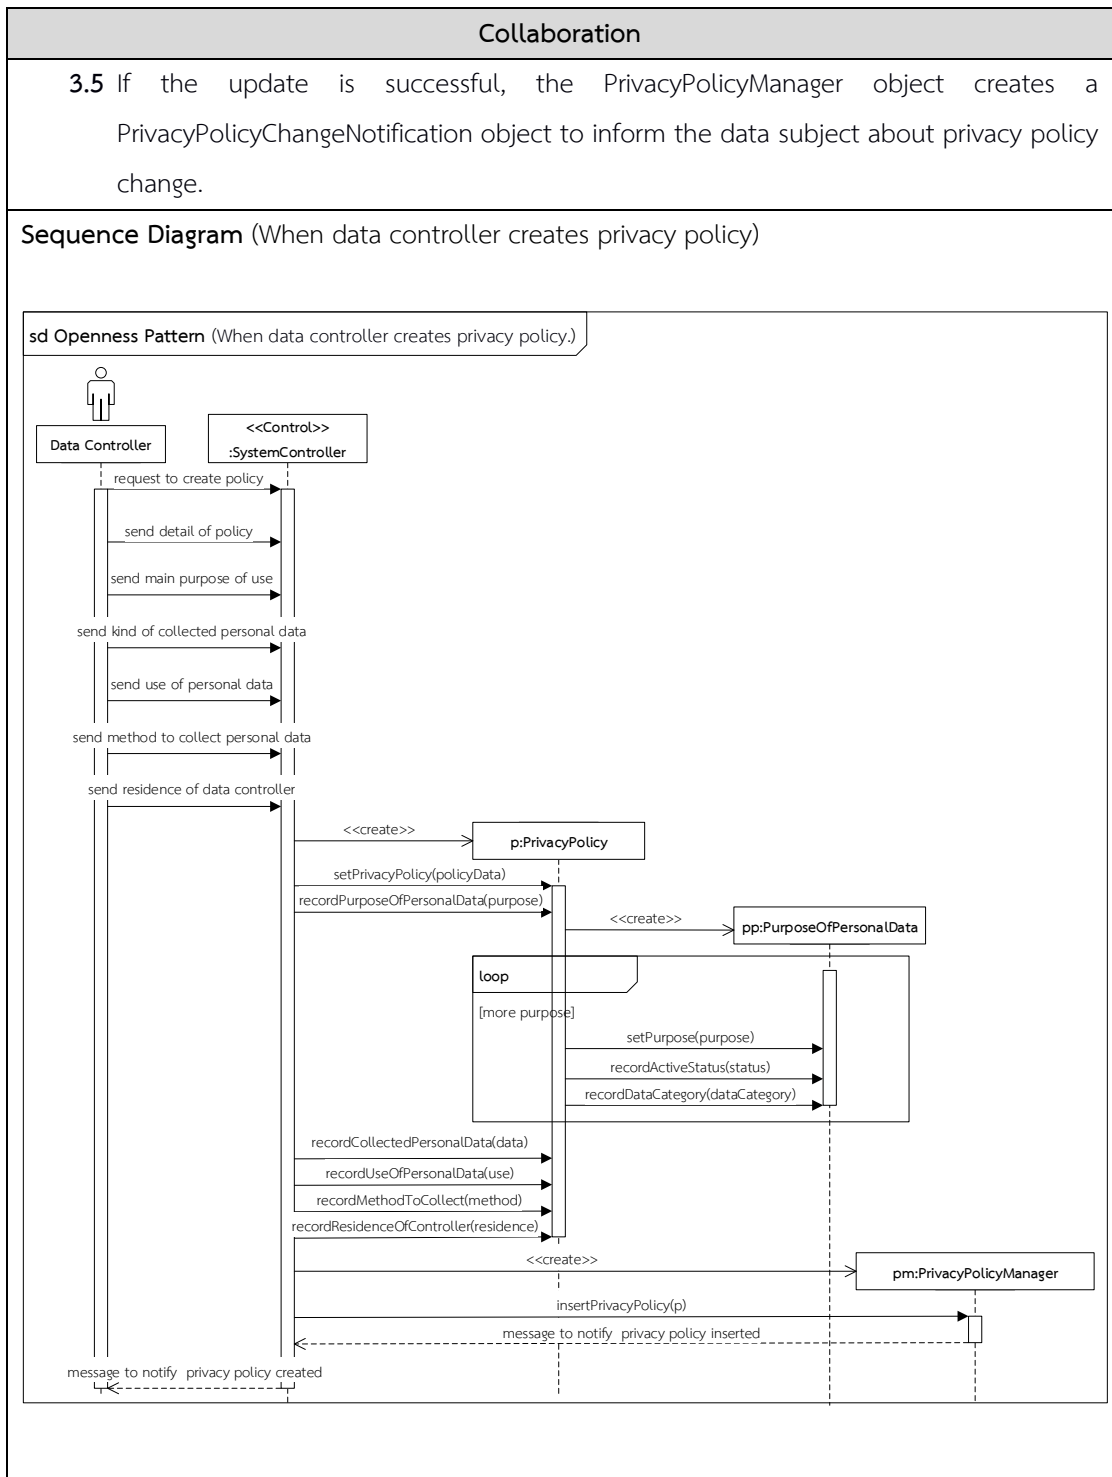 Collaboration
3.5 If the update is successful, the PrivacyPolicyManager object creates a
PrivacyPolicyChangeNotification object to inform the data subject about privacy policy
change.
Sequence Diagram (When data controller creates privacy policy)
sd Openness Pattern (When data controller creates privacy policy.)
Data Controller
<<Control>>
:SystemController
request to create policy
send detail of policy
send main purpose of use
send kind of collected personal data
send use of personal data
send method to collect personal data
send residence of data controller
<<create>>
p:PrivacyPolicy
setPrivacyPolicy(policyData)
recordPurposeOfPersonalData(purpose)
<<create>>
pp:PurposeOfPersonalData
loop
[more purpose]
setPurpose(purpose)
recordActiveStatus(status)
recordDataCategory(dataCategory)
recordCollectedPersonalData(data)
recordUseOfPersonalData(use)
recordMethodToCollect(method)
recordResidenceOfController(residence)
<<create>>
pm:PrivacyPolicyManager
insertPrivacyPolicy(p)
message to notify privacy policy inserted
message to notify privacy policy created